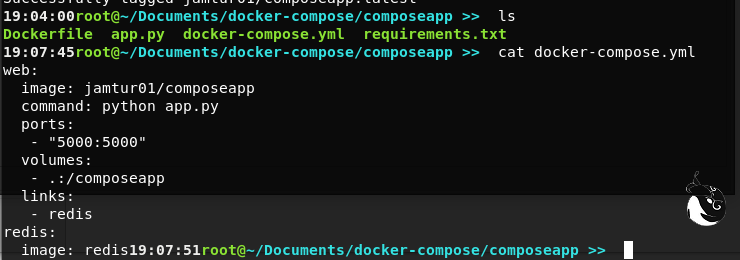 Successfully tagged jamtur01/composeapp:latest
19:04:00root@~/Documents/docker-compose/composeapp >>  ls
Dockerfile  app.py  docker-compose.yml  requirements.txt
19:07:45root@~/Documents/docker-compose/composeapp >>  cat docker-compose.yml
web:
  image: jamtur01/composeapp
  command: python app.py
  ports:
   - "5000:5000"
  volumes:
   - .:/composeapp
  links:
   - redis
redis:
  image: redis19:07:51root@~/Documents/docker-compose/composeapp >>